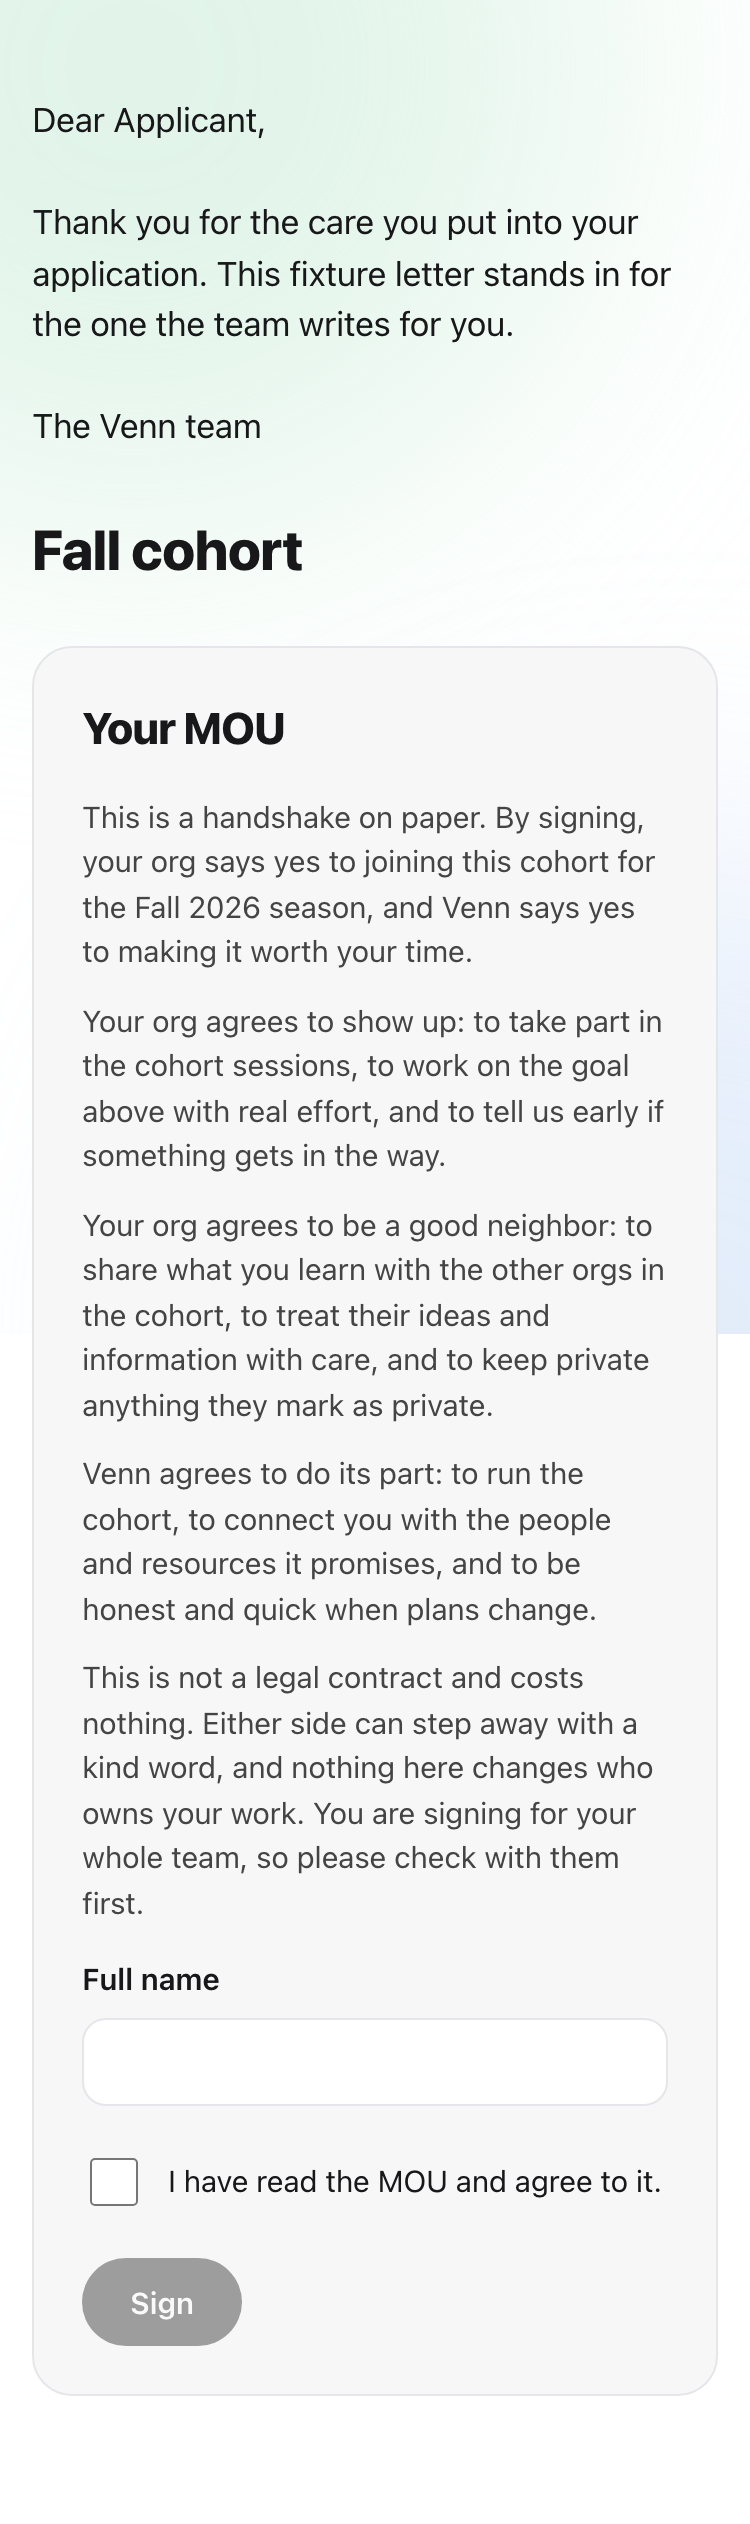 Dear Applicant,
Thank you for the care you put into your
application. This fixture letter stands in for
the one the team writes for you.
The Venn team
Fall cohort
Your MOU
This is a handshake on paper. By signing,
your org says yes to joining this cohort for
the Fall 2026 season, and Venn says yes
to making it worth your time.
Your org agrees to show up: to take part in
the cohort sessions, to work on the goal
above with real effort, and to tell us early if
something gets in the way.
Your org agrees to be a good neighbor: to
share what you learn with the other orgs in
the cohort, to treat their ideas and
information with care, and to keep private
anything they mark as private.
Venn agrees to do its part: to run the
cohort, to connect you with the people
and resources it promises, and to be
honest and quick when plans change.
This is not a legal contract and costs
nothing. Either side can step away with a
kind word, and nothing here changes who
owns your work. You are signing for your
whole team, so please check with them
first.
Full name
I have read the MOU and agree to it.
Sign